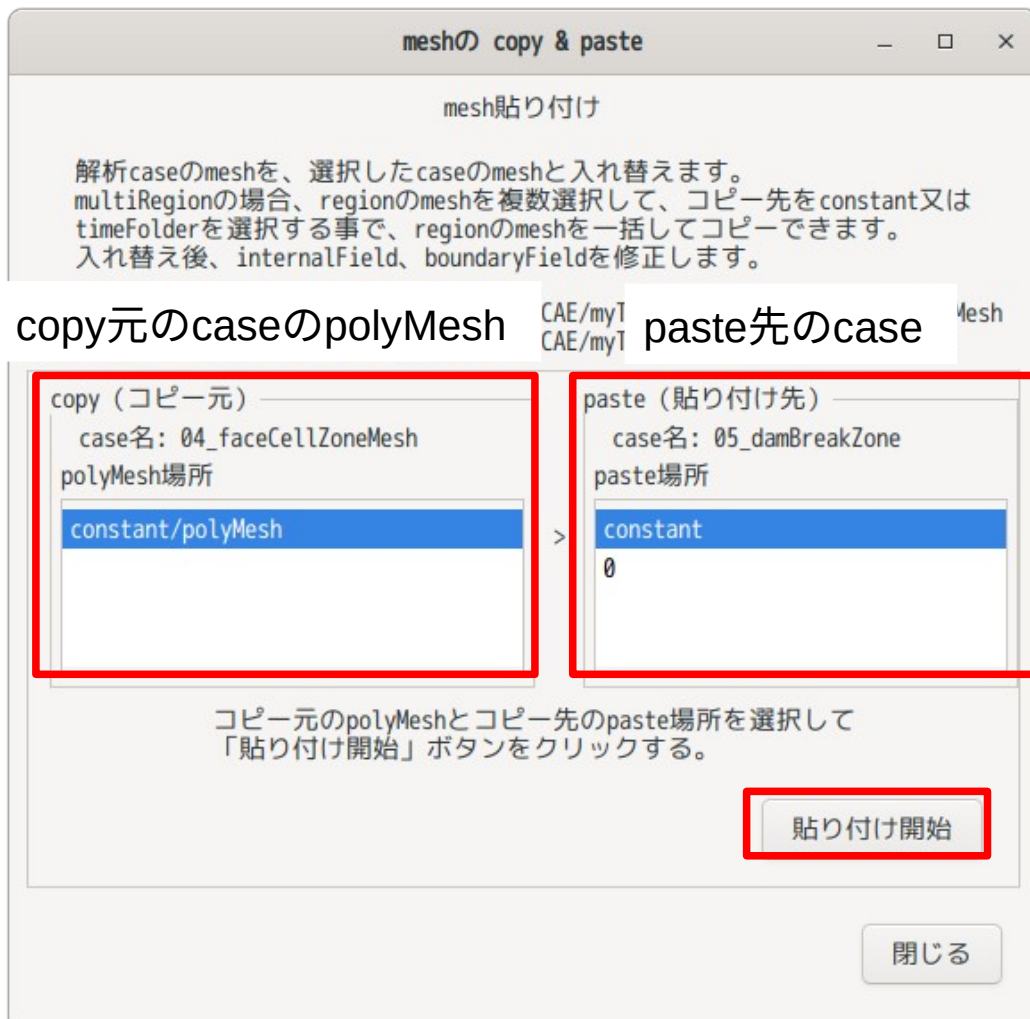 meshの copy & paste
mesh貼り付け
解析caseのmeshを、選択したcaseのmeshと入れ替えます。
multiRegionの場合、regionのmeshを複数選択して、コピー先をconstant又は
timeFolderを選択する事で、regionのmeshを一括してコピーできます。
入れ替え後、internalField、boundaryFieldを修正します。
copy元のcaseのpolyMesh
paste先のcase
copy (コピー元)
case名: 04_faceCellZoneMesh
polyMesh場所
constant/polyMesh
>
paste (貼り付け先)
case名: 05_damBreakZone
paste場所
constant
0
コピー元のpolyMeshとコピー先のpaste場所を選択して
「貼り付け開始」ボタンをクリックする。
貼り付け開始
閉じる